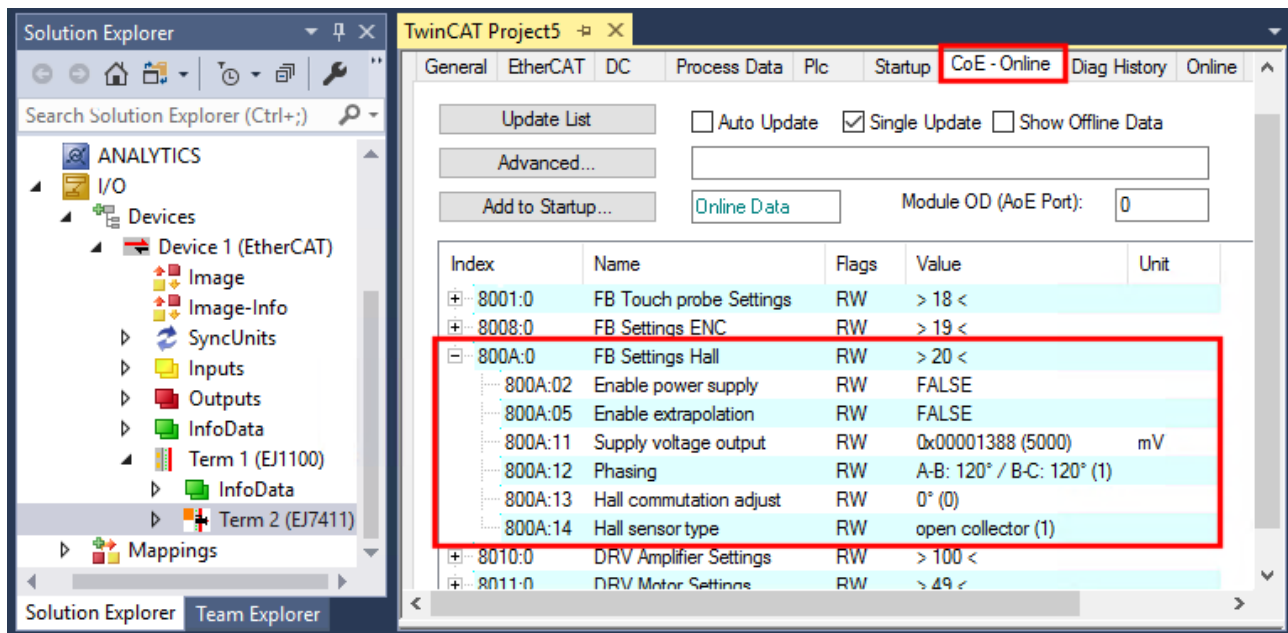 Solution Explorer
Search Solution Explorer (Ctrl+;)
ANALYTICS
I/O
Devices
Device 1 (EtherCAT)
Image
Image-Info
SyncUnits
Inputs
Outputs
InfoData
Term 1 (EJ1100)
InfoData
Term 2 (EJ7411)
Mappings
Solution Explorer Team Explorer
TwinCAT Project5
General EtherCAT DC Process Data Plc Startup CoE - Online Diag History Online
Update List Auto Update Single Update Show Offline Data
Advanced...
Add to Startup... Online Data Module OD (AoE Port): 0
Index Name Flags Value Unit
8001:0 FB Touch probe Settings RW > 18 <
8008:0 FB Settings ENC RW > 19 <
800A:0 FB Settings Hall RW > 20 <
800A:02 Enable power supply RW FALSE
800A:05 Enable extrapolation RW FALSE
800A:11 Supply voltage output RW 0x00001388 (5000) mV
800A:12 Phasing RW A-B: 120° / B-C: 120° (1)
800A:13 Hall commutation adjust RW 0° (0)
800A:14 Hall sensor type RW open collector (1)
8010:0 DRV Amplifier Settings RW > 100 <
8011:0 DRV Motor Settings RW > 49 <